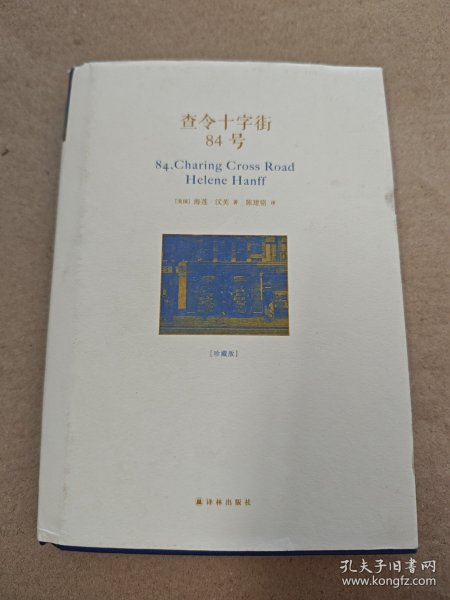 查令十字街
84 号
84, Charing Cross Road
Helene Hanff
[美国] 海莲·汉芙 著 陈建铭 译
[珍藏版]
译林出版社
孔夫子旧书网
www.kongfz.com